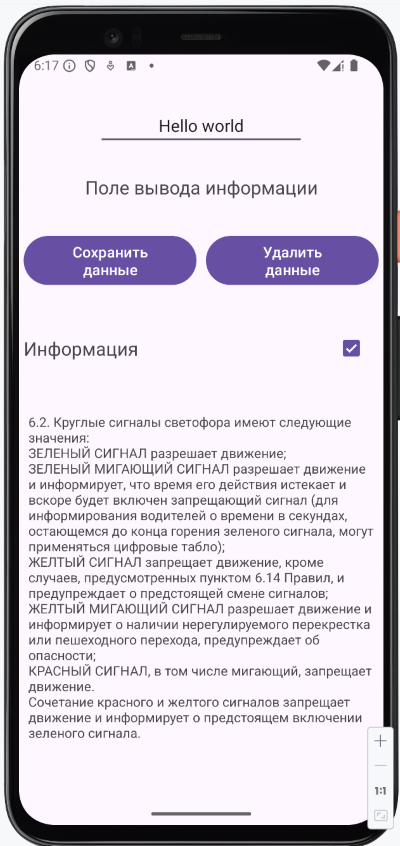 6:17
Hello world
Поле вывода информации
Сохранить
данные
Удалить
данные
Информация
6.2. Круглые сигналы светофора имеют следующие
значения:
ЗЕЛЕНЫЙ СИГНАЛ разрешает движение;
ЗЕЛЕНЫЙ МИГАЮЩИЙ СИГНАЛ разрешает движение
и информирует, что время его действия истекает и
вскоре будет включен запрещающий сигнал (для
информирования водителей о времени в секундах,
остающемся до конца горения зеленого сигнала, могут
применяться цифровые табло);
ЖЕЛТЫЙ СИГНАЛ запрещает движение, кроме
случаев, предусмотренных пунктом 6.14 Правил, и
предупреждает о предстоящей смене сигналов;
ЖЕЛТЫЙ МИГАЮЩИЙ СИГНАЛ разрешает движение и
информирует о наличии нерегулируемого перекрестка
или пешеходного перехода, предупреждает об
опасности;
КРАСНЫЙ СИГНАЛ, в том числе мигающий, запрещает
движение.
Сочетание красного и желтого сигналов запрещает
движение и информирует о предстоящем включении
зеленого сигнала.
1:1